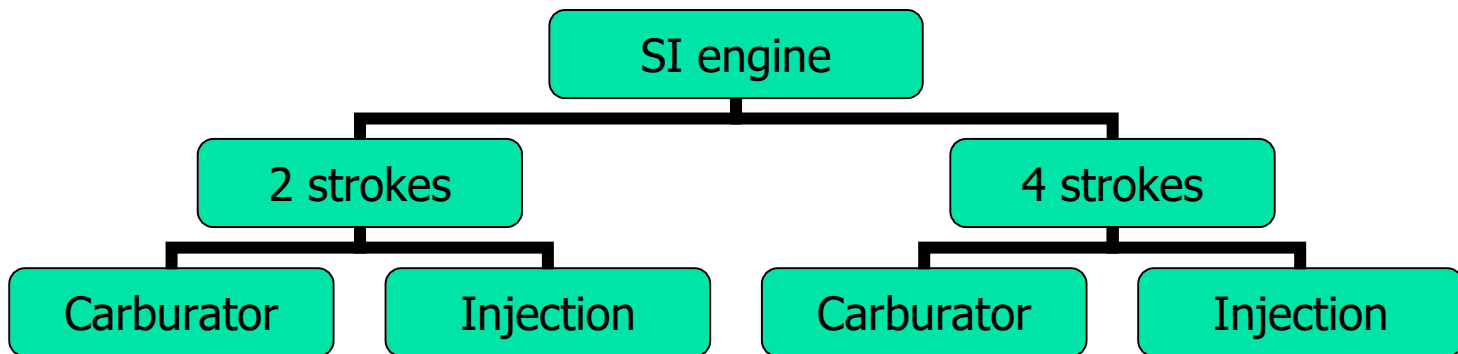 SI engine
2 strokes
4 strokes
Carburator
Injection
Carburator
Injection